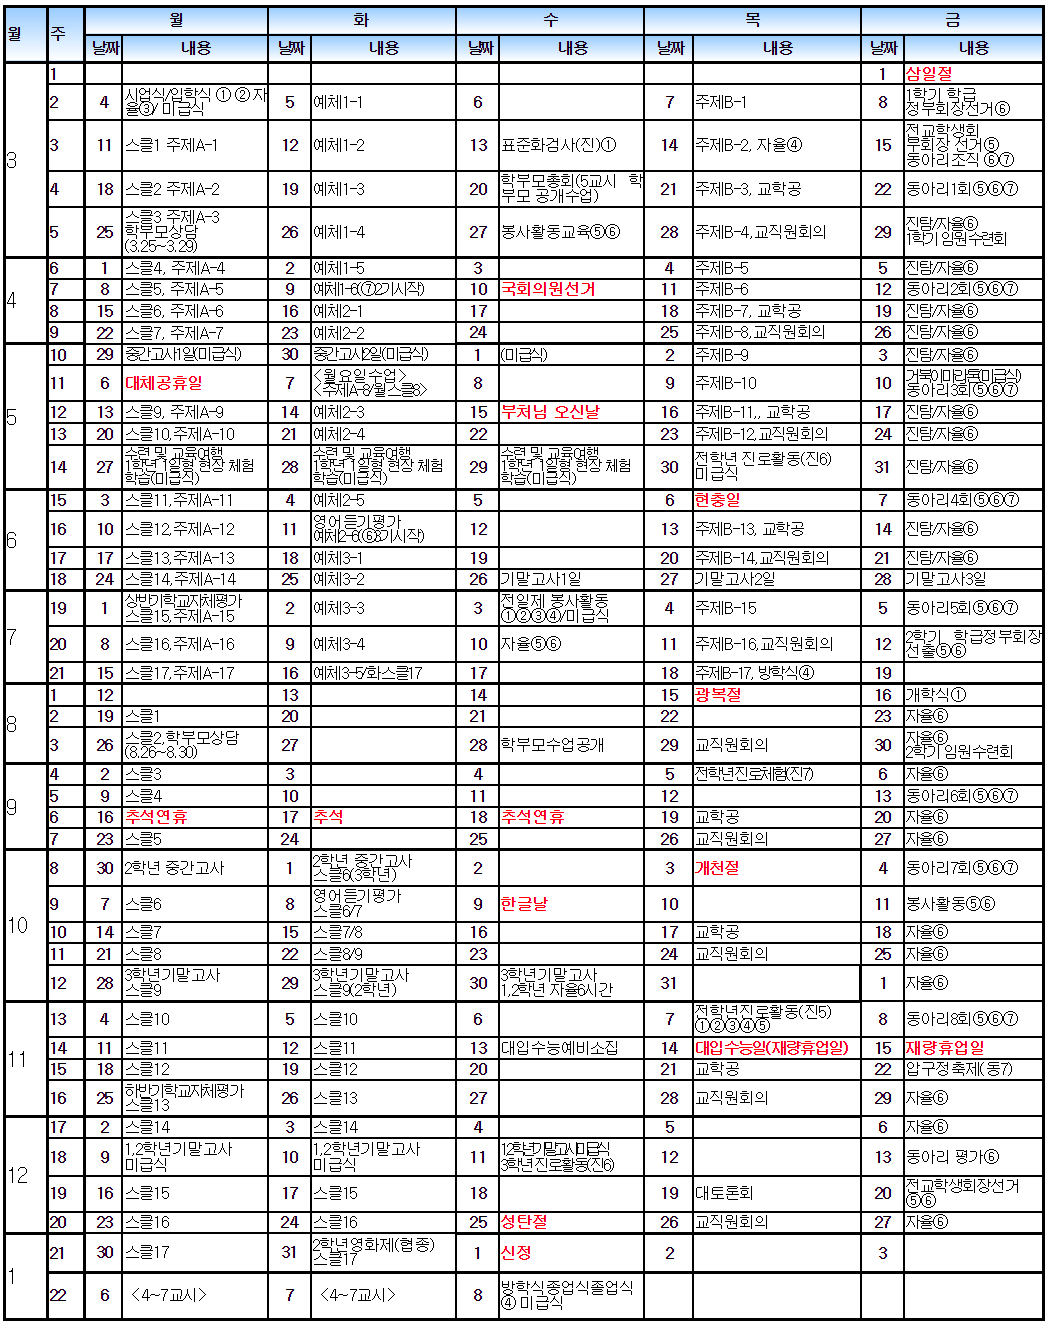 월 주 월 화 수 목 금
날짜 내용 날짜 내용 날짜 내용 날짜 내용 날짜 내용
3
1 1 삼일절
2 4 시업식/입학식 ① ② 자 5 예체1-1 6 7 주제B-1 8 1학기 학급
율③/ 미급식 정부회장선거⑥
3 11 스클1 주제A-1 12 예체1-2 13 표준화검사(진)① 14 주제B-2, 자율④ 15 전교학생회
부회장 선거⑤
동아리조직 ⑥⑦
4 18 스클2 주제A-2 19 예체1-3 20 학부모총회(5교시 학 21 주제B-3, 교학공 22 동아리1회⑤⑥⑦
부모 공개수업)
5 25 스클3 주제A-3 26 예체1-4 27 봉사활동교육⑤⑥ 28 주제B-4,교직원회의 29 진탐/자율⑥
학부모상담 1학기 임원수련회
(3.25~3.29)
4
6 1 스클4, 주제A-4 2 예체1-5 3 4 주제B-5 5 진탐/자율⑥
7 8 스클5, 주제A-5 9 예체1-6(⑦2기시작) 10 국회의원선거 11 주제B-6 12 동아리2회⑤⑥⑦
8 15 스클6, 주제A-6 16 예체2-1 17 18 주제B-7, 교학공 19 진탐/자율⑥
9 22 스클7, 주제A-7 23 예체2-2 24 25 주제B-8,교직원회의 26 진탐/자율⑥
5
10 29 중간고사1일(미급식) 30 중간고사2일(미급식) 1 (미급식) 2 주제B-9 3 진탐/자율⑥
11 6 대체공휴일 7 <월요일수업> 8 9 주제B-10 10 거북이마라톤(미급식)
<주제A-8/월스클8> 동아리3회⑤⑥⑦
12 13 스클9, 주제A-9 14 예체2-3 15 부처님 오신날 16 주제B-11,, 교학공 17 진탐/자율⑥
13 20 스클10,주제A-10 21 예체2-4 22 23 주제B-12,교직원회의 24 진탐/자율⑥
14 27 수련 및 교육여행 28 수련 및 교육여행 29 수련 및 교육여행 30 전학년 진로활동(진6) 31 진탐/자율⑥
1학년 1일형 현장 체험 1학년 1일형 현장 체험 1학년 1일형 현장 체험 미급식
학습(미급식) 학습(미급식) 학습(미급식)
6
15 3 스클11,주제A-11 4 예체2-5 5 6 현충일 7 동아리4회⑤⑥⑦
16 10 스클12,주제A-12 11 영어듣기평가 12 13 주제B-13, 교학공 14 진탐/자율⑥
예체2-6(⑥3기시작)
17 17 스클13,주제A-13 18 예체3-1 19 20 주제B-14,교직원회의 21 진탐/자율⑥
18 24 스클14,주제A-14 25 예체3-2 26 기말고사1일 27 기말고사2일 28 기말고사3일
7
19 1 상반기학교자체평가 2 예체3-3 3 전일제 봉사활동 4 주제B-15 5 동아리5회⑤⑥⑦
스클15,주제A-15 ①②③④/미급식
20 8 스클16,주제A-16 9 예체3-4 10 자율⑤⑥ 11 주제B-16,교직원회의 12 2학기 학급정부회장
선출⑤⑥
21 15 스클17,주제A-17 16 예체3-5/화스클17 17 18 주제B-17, 방학식④ 19
8
1 12 13 14 15 광복절 16 개학식①
2 19 스클1 20 21 22 23 자율⑥
3 26 스클2,학부모상담 27 28 학부모수업공개 29 교직원회의 30 자율⑥
(8.26~8.30) 2학기 임원수련회
9
4 2 스클3 3 4 5 전학년진로체험(진7) 6 자율⑥
5 9 스클4 10 11 12 13 동아리6회⑤⑥⑦
6 16 추석연휴 17 추석 18 추석연휴 19 교학공 20 자율⑥
7 23 스클5 24 25 26 교직원회의 27 자율⑥
10
8 30 2학년 중간고사 1 2학년 중간고사 2 3 개천절 4 동아리7회⑤⑥⑦
스클6(3학년)
9 7 스클6 8 영어듣기평가 9 한글날 10 11 봉사활동⑤⑥
스클6/7
10 14 스클7 15 스클7/8 16 17 교학공 18 자율⑥
11 21 스클8 22 스클8/9 23 24 교직원회의 25 자율⑥
12 28 3학년기말고사 29 3학년기말고사 30 3학년기말고사 31 1 자율⑥
스클9 스클9(2학년) 1,2학년 자율6시간
11
13 4 스클10 5 스클10 6 7 전학년진로활동(진5) 8 동아리8회⑤⑥⑦
①②③④⑤
14 11 스클11 12 스클11 13 대입수능예비소집 14 대입수능일(재량휴업일) 15 재량휴업일
15 18 스클12 19 스클12 20 21 교학공 22 압구정축제(동7)
16 25 하반기학교자체평가 26 스클13 27 28 교직원회의 29 자율⑥
스클13
12
17 2 스클14 3 스클14 4 5 6 자율⑥
18 9 1,2학년기말고사 10 1,2학년기말고사 11 1,2학년기말고사미급식 12 13 동아리 평가⑥
미급식 미급식 3학년진로활동(진6)
19 16 스클15 17 스클15 18 19 대토론회 20 전교학생회장선거
⑤⑥
20 23 스클16 24 스클16 25 성탄절 26 교직원회의 27 자율⑥
1
21 30 스클17 31 2학년영화제(협종) 1 신정 2 3
스클17
22 6 <4~7교시> 7 <4~7교시> 8 방학식종업식졸업식
④ 미급식